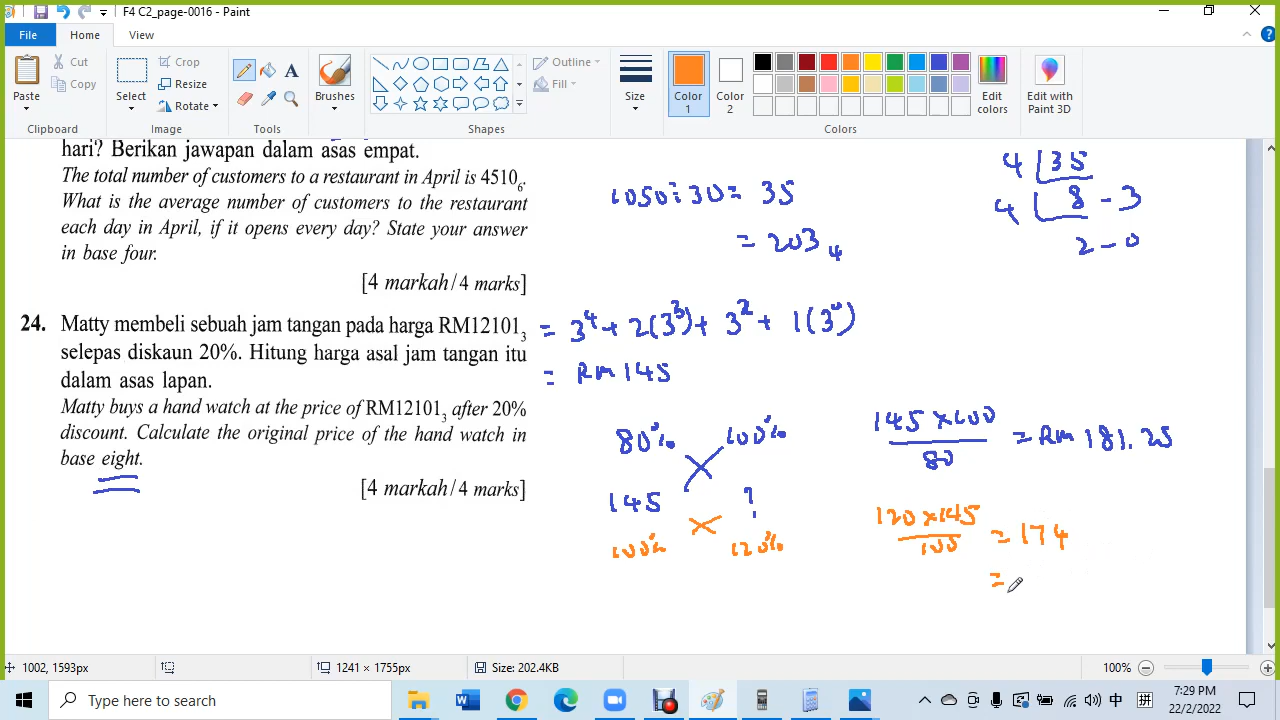 F4 C2_page-0016 - Paint
File
Home
View
Paste
Cut
Copy
Clipboard
Select
Crop
Resize
Rotate
Image
Tools
Brushes
Shapes
Outline
Fill
Size
Color
1
Color
2
Colors
Edit
colors
Edit with
Paint 3D
hari? Berikan jawapan dalam asas empat.
The total number of customers to a restaurant in April is 4510₆.
What is the average number of customers to the restaurant
each day in April, if it opens every day? State your answer
in base four.
[4 markah/4 marks]
1050÷30= 35
= 203₄
4 35
4 8 - 3
2 - 0
24. Matty membeli sebuah jam tangan pada harga RM12101₃
selepas diskaun 20%. Hitung harga asal jam tangan itu
dalam asas lapan.
Matty buys a hand watch at the price of RM12101₃ after 20%
discount. Calculate the original price of the hand watch in
base eight.
[4 markah/4 marks]
= 3⁴+ 2(3³)+ 3² + 1(3⁰)
= RM145
80% 100%
145 ?
100% 120%
145×100
80
= RM 181.25
120×145
100
= 174
=
1002, 1593px
1241 × 1755px
Size: 202.4KB
100%
Type here to search
中
拼
7:29 PM
22/2/2022